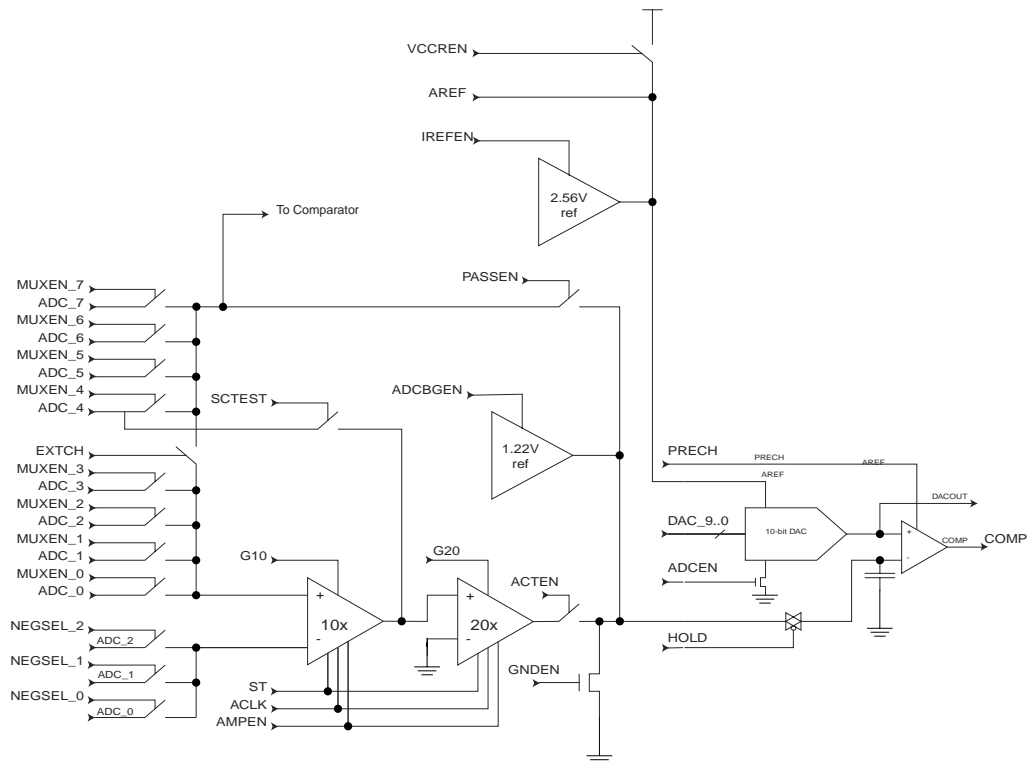 VCCREN
AREF
IREFEN
2.56V
ref
To Comparator
PASSEN
MUXEN_7
ADC_7
MUXEN_6
ADC_6
MUXEN_5
ADC_5
MUXEN_4
ADC_4
SCTEST
ADCBGEN
1.22V
ref
EXTCH
MUXEN_3
ADC_3
MUXEN_2
ADC_2
MUXEN_1
ADC_1
MUXEN_0
ADC_0
PRECH
PRECH
AREF
AREF
DACOUT
DAC_9..0
10-bit DAC
+
-
COMP
COMP
ADCEN
G10
G20
ACTEN
+
10x
-
+
20x
-
HOLD
NEGSEL_2
ADC_2
NEGSEL_1
ADC_1
NEGSEL_0
ADC_0
ST
ACLK
AMPEN
GNDEN